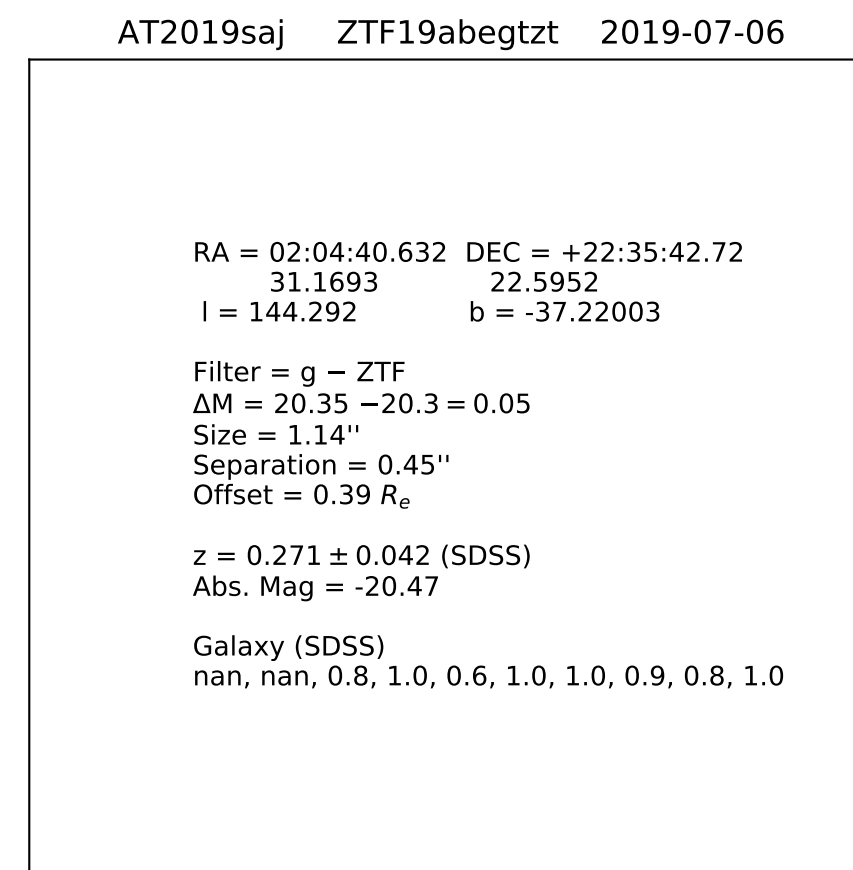 AT2019saj ZTF19abegtzt 2019-07-06
RA = 02:04:40.632 DEC = +22:35:42.72
31.1693 22.5952
l = 144.292 b = -37.22003
Filter = g − ZTF
ΔM = 20.35 −20.3 = 0.05
Size = 1.14''
Separation = 0.45''
Offset = 0.39 Re
z = 0.271 ± 0.042 (SDSS)
Abs. Mag = -20.47
Galaxy (SDSS)
nan, nan, 0.8, 1.0, 0.6, 1.0, 1.0, 0.9, 0.8, 1.0